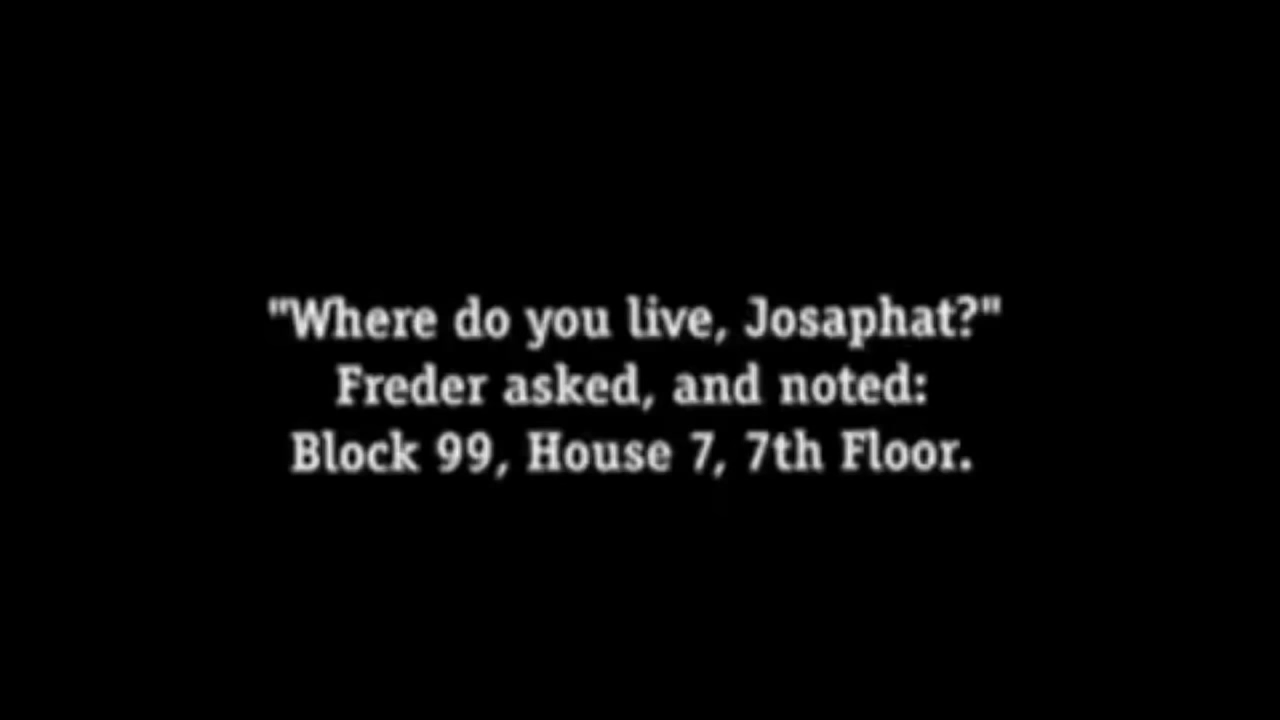 "Where do you live, Josaphat?"
Freder asked, and noted:
Block 99, House 7, 7th Floor.